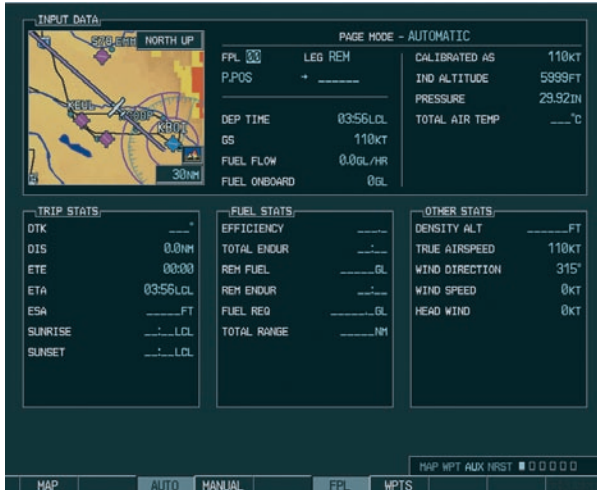 INPUT DATA
NORTH UP
KEUL
30NM
PAGE MODE - AUTOMATIC
FPL 00 LEG REM
P.POS → ______
DEP TIME 03:56LCL
GS 110KT
FUEL FLOW 0.0GL/HR
FUEL ONBOARD 0GL
CALIBRATED AS 110KT
IND ALTITUDE 5999FT
PRESSURE 29.92IN
TOTAL AIR TEMP ___°C
TRIP STATS
DTK ___°
DIS 0.0NM
ETE 00:00
ETA 03:56LCL
ESA _____FT
SUNRISE __:__LCL
SUNSET __:__LCL
FUEL STATS
EFFICIENCY ____._
TOTAL ENDUR __:__
REM FUEL _____GL
REM ENDUR __:__
FUEL REQ _____._GL
TOTAL RANGE _____NM
OTHER STATS
DENSITY ALT ______FT
TRUE AIRSPEED 110KT
WIND DIRECTION 315°
WIND SPEED 0KT
HEAD WIND 0KT
MAP WPT AUX NRST
MAP AUTO MANUAL FPL WPTS